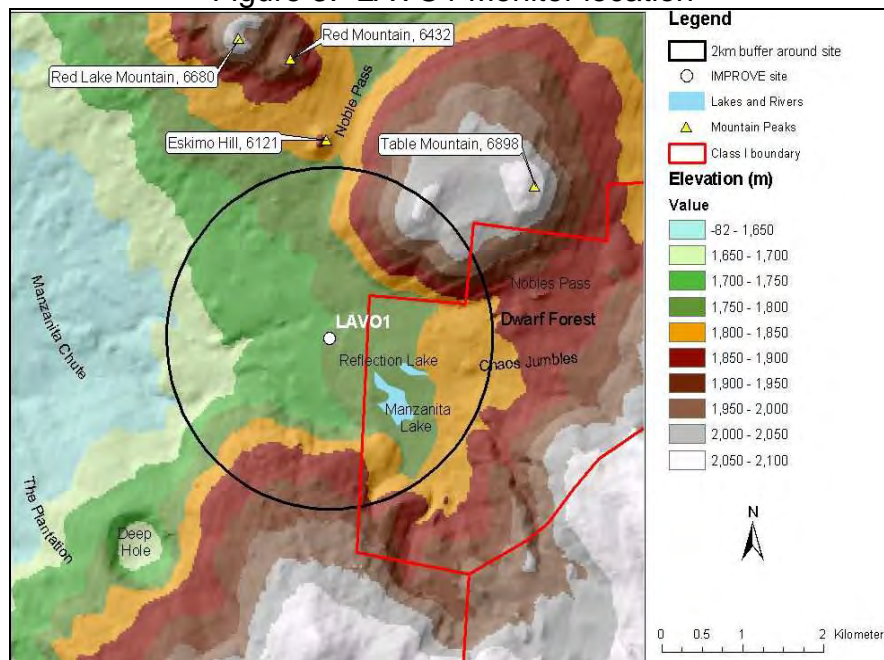 Figure 3. LAVO1 Monitor location
Red Mountain, 6432
Red Lake Mountain, 6680
Noble Pass
Eskimo Hill, 6121
Table Mountain, 6898
Manzanita Chute
Nobles Pass
LAVO1
Dwarf Forest
Reflection Lake
Chaos Jumbles
Manzanita
Lake
The Plantation
Deep
Hole
Legend
2km buffer around site
IMPROVE site
Lakes and Rivers
Mountain Peaks
Class I boundary
Elevation (m)
Value
-82 - 1,650
1,650 - 1,700
1,700 - 1,750
1,750 - 1,800
1,800 - 1,850
1,850 - 1,900
1,900 - 1,950
1,950 - 2,000
2,000 - 2,050
2,050 - 2,100
N
0 0.5 1 2 Kilometer